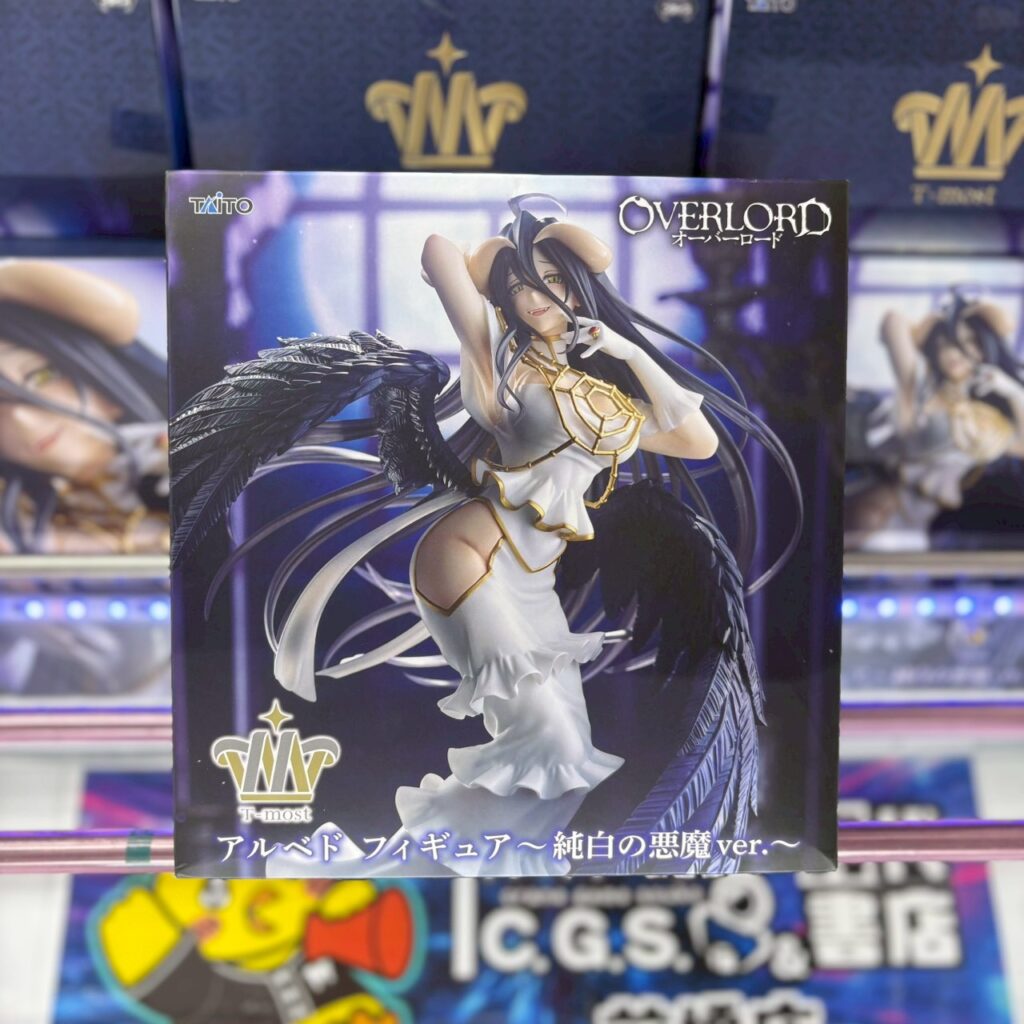 TAITO
T-most
TAITO
OVERLORD
オーバーロード
T-most
アルベド フィギュア～純白の悪魔ver.～
C.G.S.
&
書店